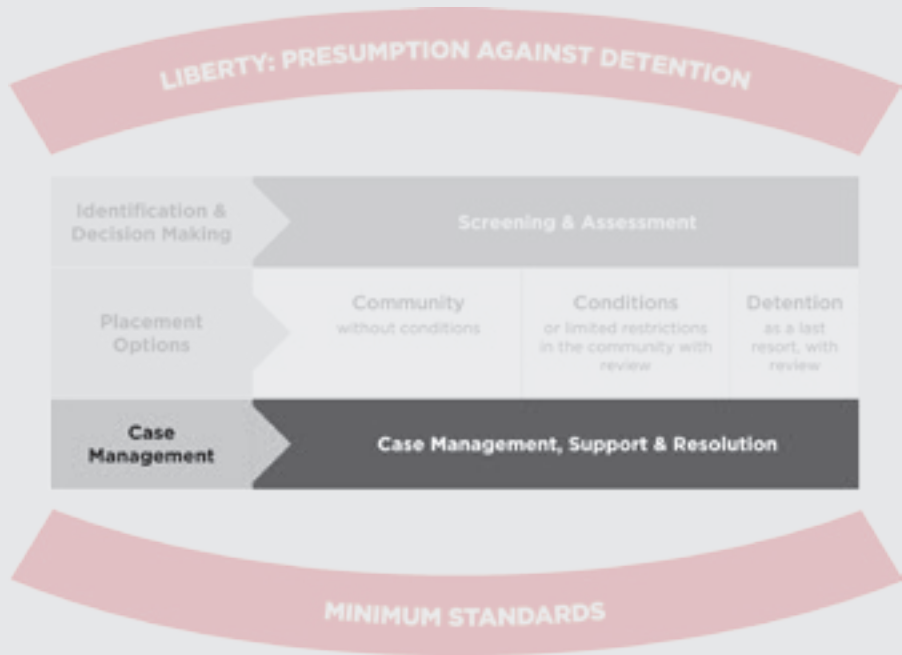 LIBERTY: PRESUMPTION AGAINST DETENTION
Identification &
Decision Making
Screening & Assessment
Placement
Options
Community
without conditions
Conditions
or limited restrictions
in the community with
review
Detention
as a last
resort, with
review
Case
Management
Case Management, Support & Resolution
MINIMUM STANDARDS